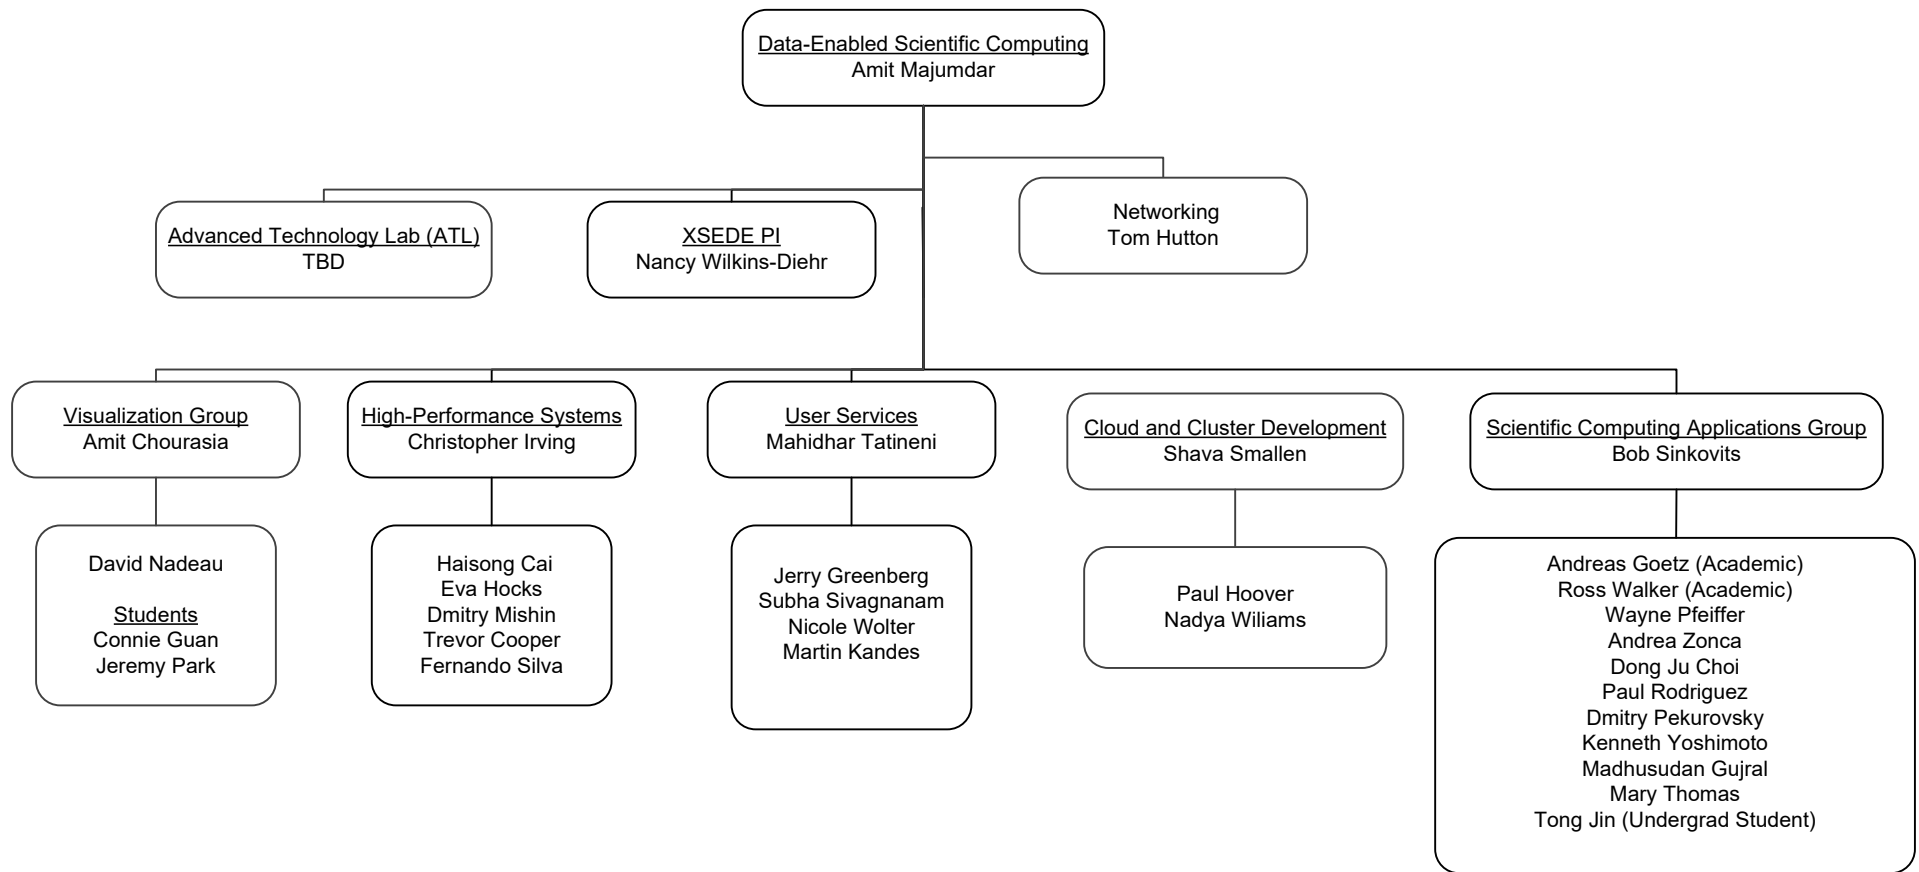 Data-Enabled Scientific Computing
Amit Majumdar
Advanced Technology Lab (ATL)
TBD
XSEDE PI
Nancy Wilkins-Diehr
Networking
Tom Hutton
Visualization Group
Amit Chourasia
High-Performance Systems
Christopher Irving
User Services
Mahidhar Tatineni
Cloud and Cluster Development
Shava Smallen
Scientific Computing Applications Group
Bob Sinkovits
David Nadeau
Students
Connie Guan
Jeremy Park
Haisong Cai
Eva Hocks
Dmitry Mishin
Trevor Cooper
Fernando Silva
Jerry Greenberg
Subha Sivagnanam
Nicole Wolter
Martin Kandes
Paul Hoover
Nadya Wiliams
Andreas Goetz (Academic)
Ross Walker (Academic)
Wayne Pfeiffer
Andrea Zonca
Dong Ju Choi
Paul Rodriguez
Dmitry Pekurovsky
Kenneth Yoshimoto
Madhusudan Gujral
Mary Thomas
Tong Jin (Undergrad Student)